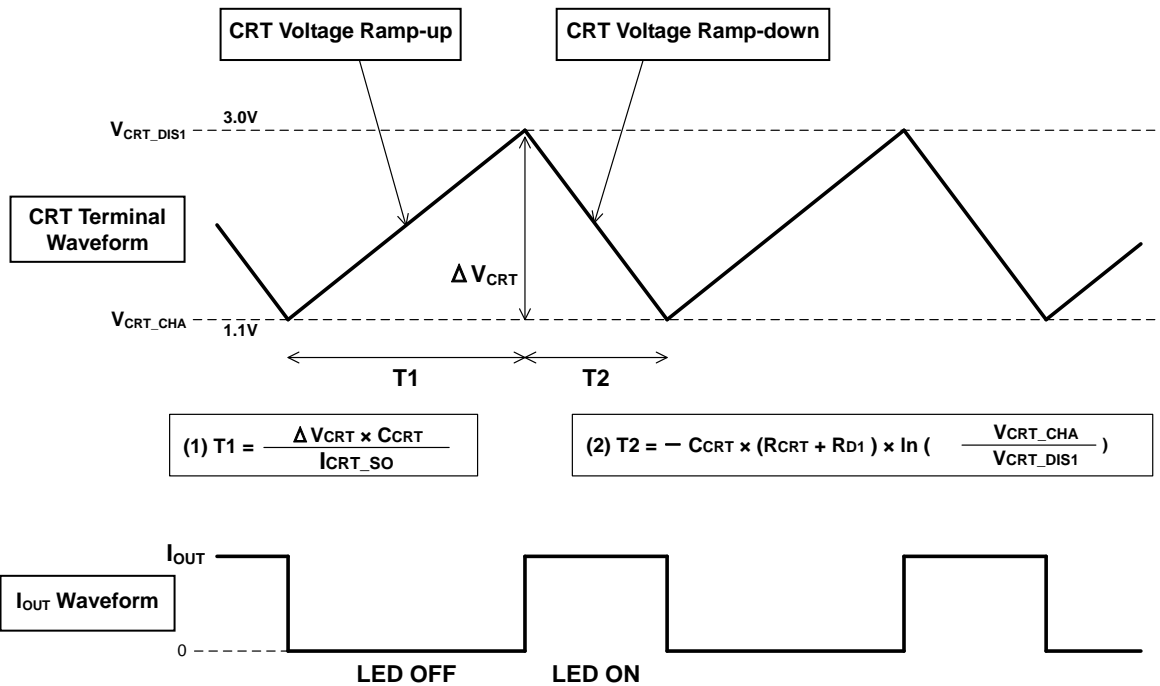 CRT Voltage Ramp-up
CRT Voltage Ramp-down
VCRT_DIS1
3.0V
CRT Terminal
Waveform
Δ VCRT
VCRT_CHA
1.1V
T1
T2
(1) T1 = Δ VCRT × CCRT / ICRT_SO
(2) T2 = − CCRT × (RCRT + RD1 ) × ln ( VCRT_CHA / VCRT_DIS1 )
IOUT
IOUT Waveform
0
LED OFF
LED ON